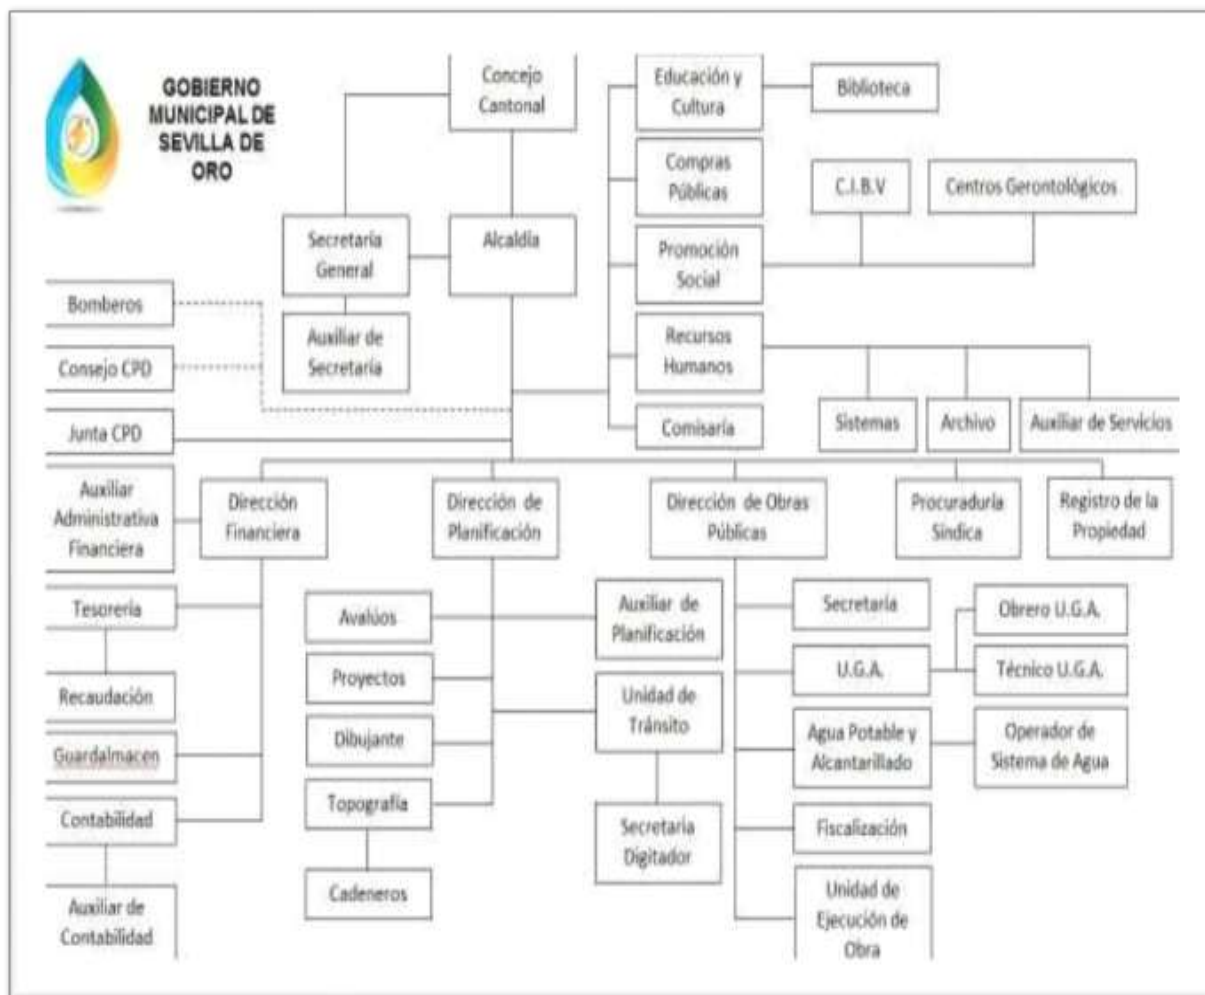 GOBIERNO
MUNICIPAL DE
SEVILLA DE
ORO
Concejo
Cantonal
Educación y
Cultura
Biblioteca
Compras
Públicas
C.I.B.V
Centros Gerontológicos
Secretaría
General
Alcaldía
Promoción
Social
Bomberos
Auxiliar de
Secretaría
Recursos
Humanos
Consejo CPD
Junta CPD
Comisaría
Sistemas
Archivo
Auxiliar de Servicios
Auxiliar
Administrativa
Financiera
Dirección
Financiera
Dirección de
Planificación
Dirección de Obras
Públicas
Procuraduría
Sindica
Registro de la
Propiedad
Tesorería
Avalúos
Auxiliar de
Planificación
Secretaría
Obrero U.G.A.
Recaudación
Proyectos
Unidad de
Tránsito
U.G.A.
Técnico U.G.A.
Guardalmacen
Dibujante
Agua Potable y
Alcantarillado
Operador de
Sistema de Agua
Contabilidad
Topografía
Secretaria
Digitador
Fiscalización
Auxiliar de
Contabilidad
Cadeneros
Unidad de
Ejecución de
Obra